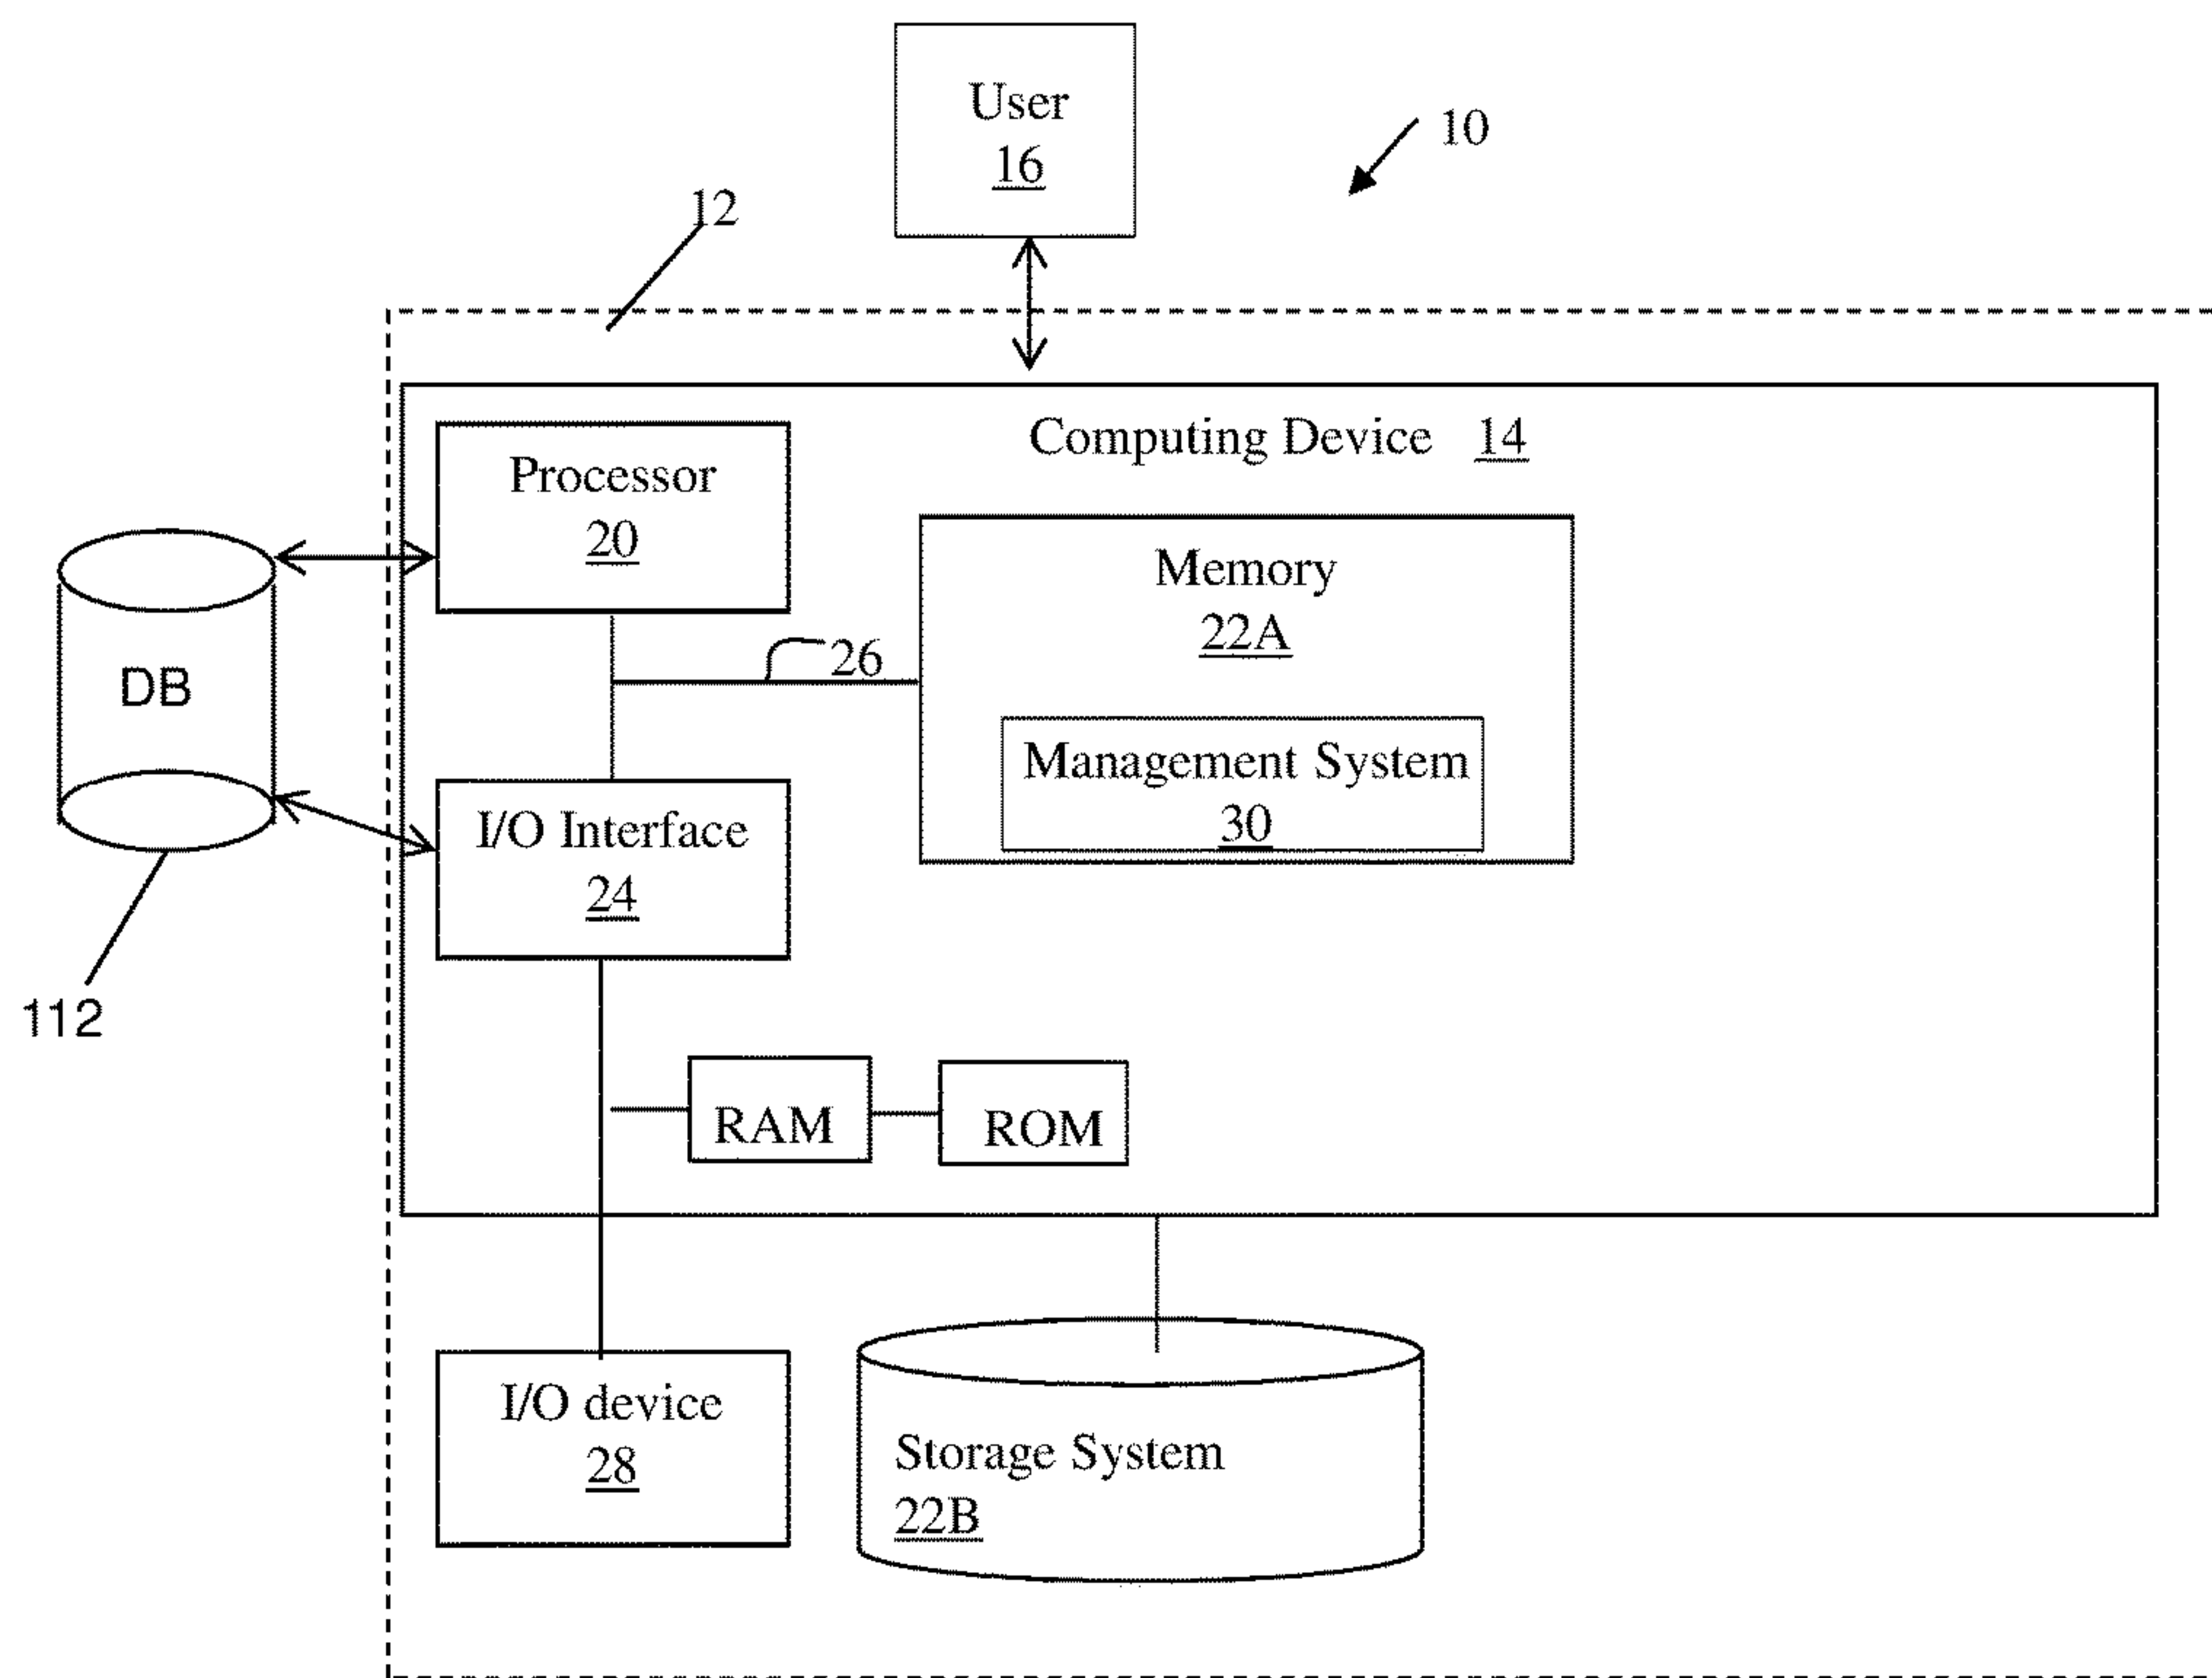 User
16
10
12
Computing Device 14
Processor
20
Memory
22A
26
DB
Management System
30
I/O Interface
24
112
RAM
ROM
I/O device
28
Storage System
22B